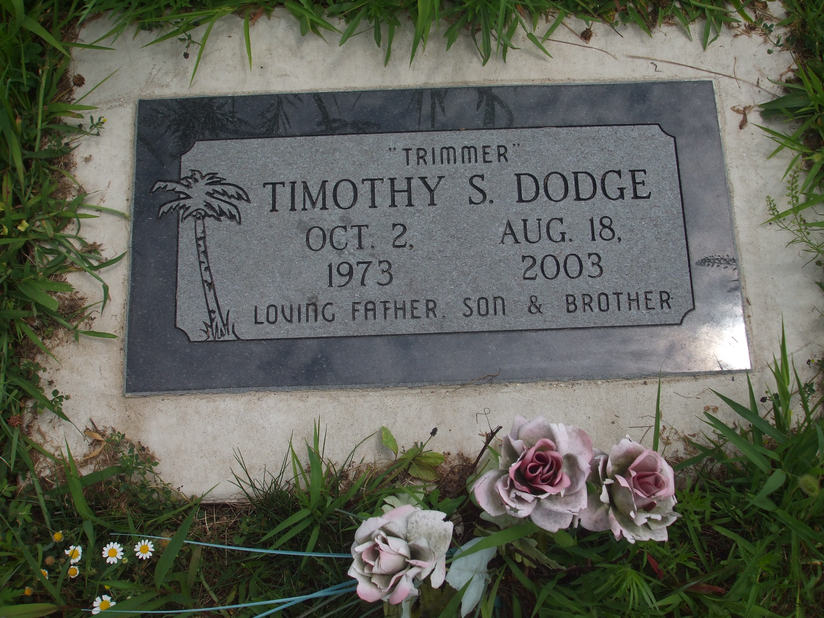 "TRIMMER"
TIMOTHY S. DODGE
OCT. 2, AUG. 18,
1973 2003
LOVING FATHER, SON & BROTHER